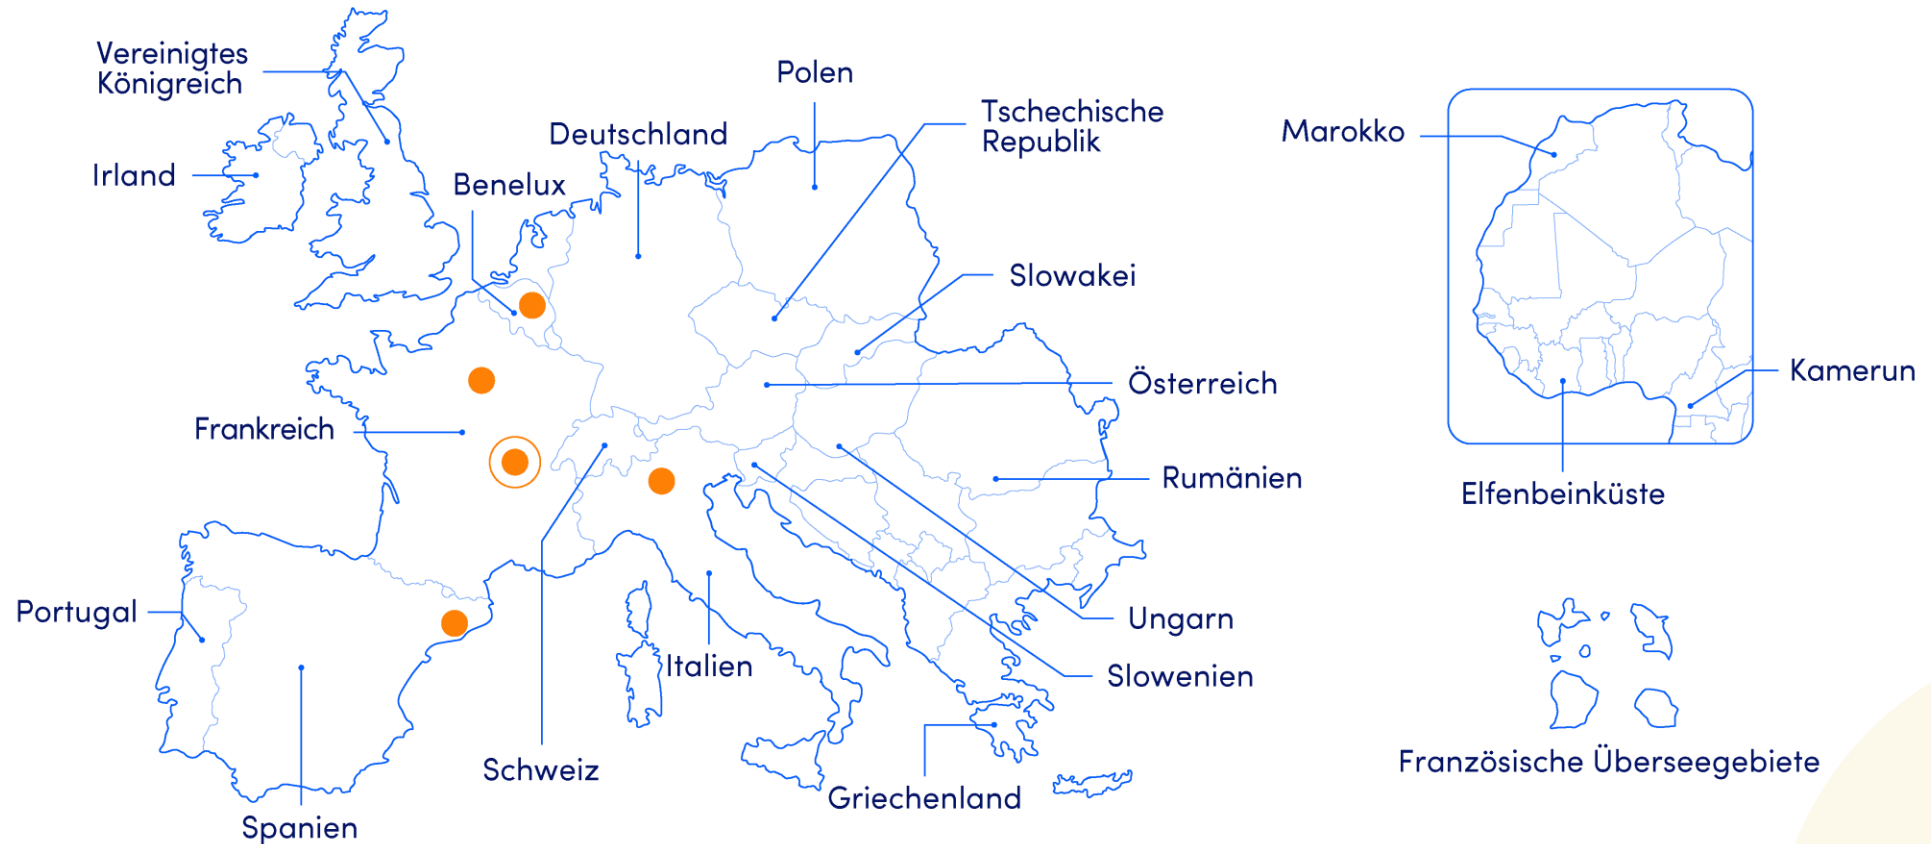 Vereinigtes
Königreich
Polen
Tschechische
Republik
Deutschland
Marokko
Irland
Benelux
Slowakei
Kamerun
Österreich
Frankreich
Rumänien
Elfenbeinküste
Portugal
Ungarn
Italien
Slowenien
Schweiz
Französische Überseegebiete
Griechenland
Spanien